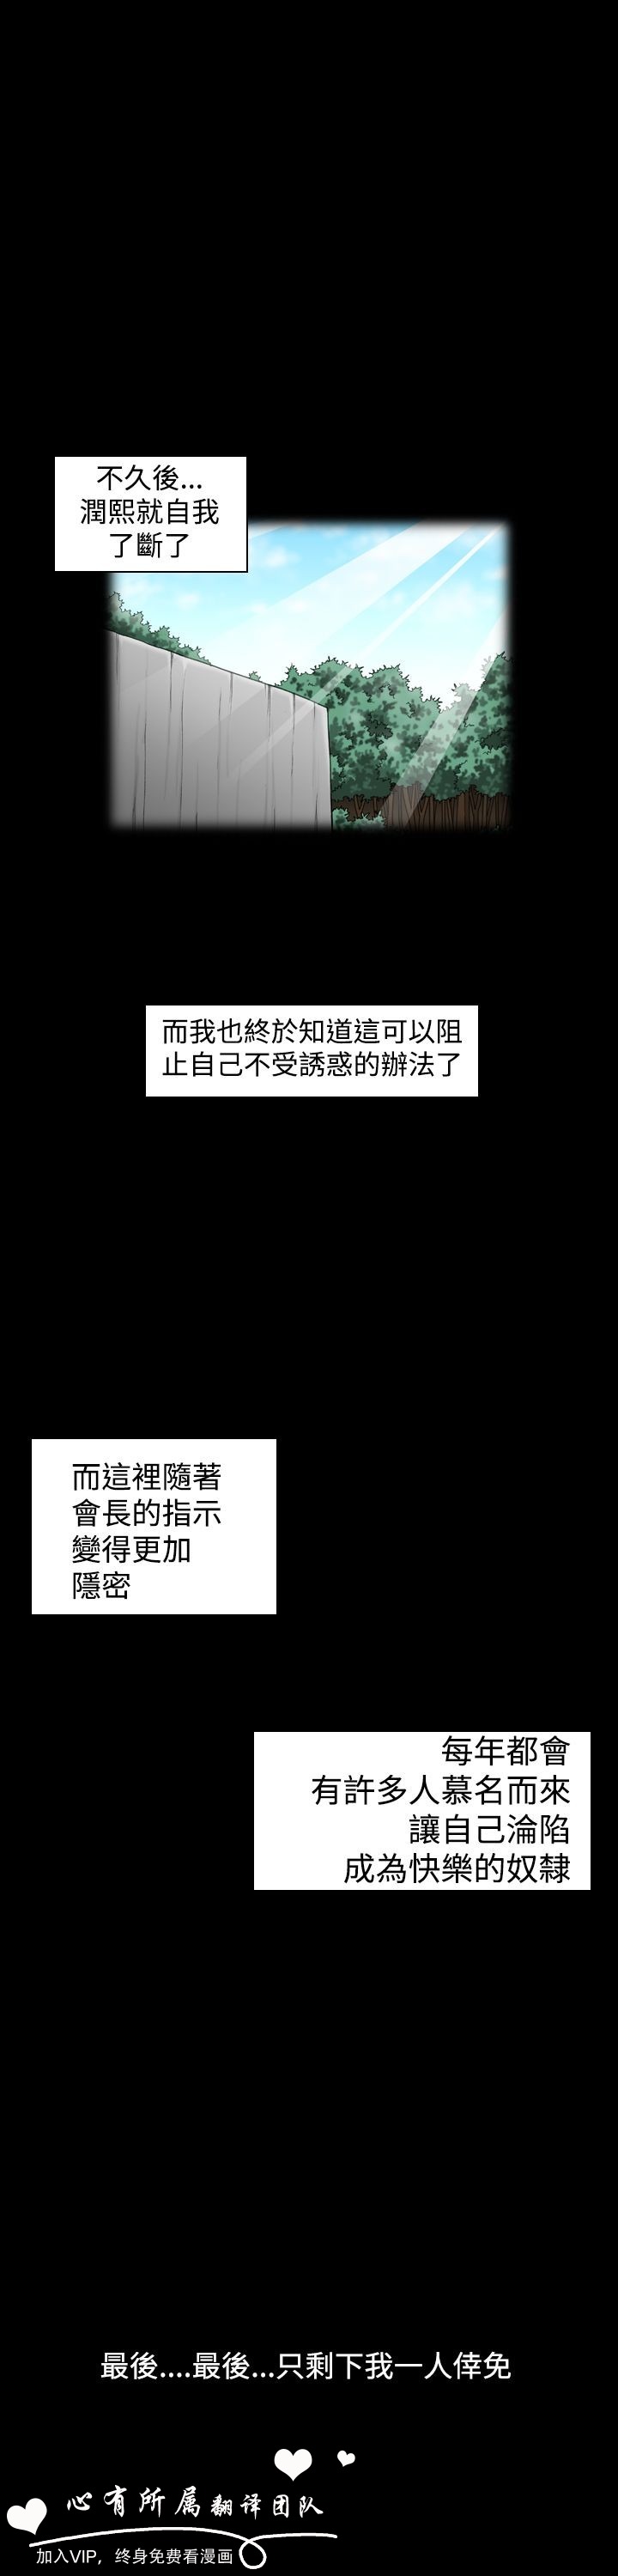 不久後...
潤熙就自我
了斷了
而我也終於知道這可以阻
止自己不受誘惑的辦法了
而這裡隨著
會長的指示
變得更加
隱密
每年都會
有許多人慕名而來
讓自己淪陷
成為快樂的奴隸
最後....最後...只剩下我一人倖免
心有所属翻译团队
加入VIP，终身免费看漫画